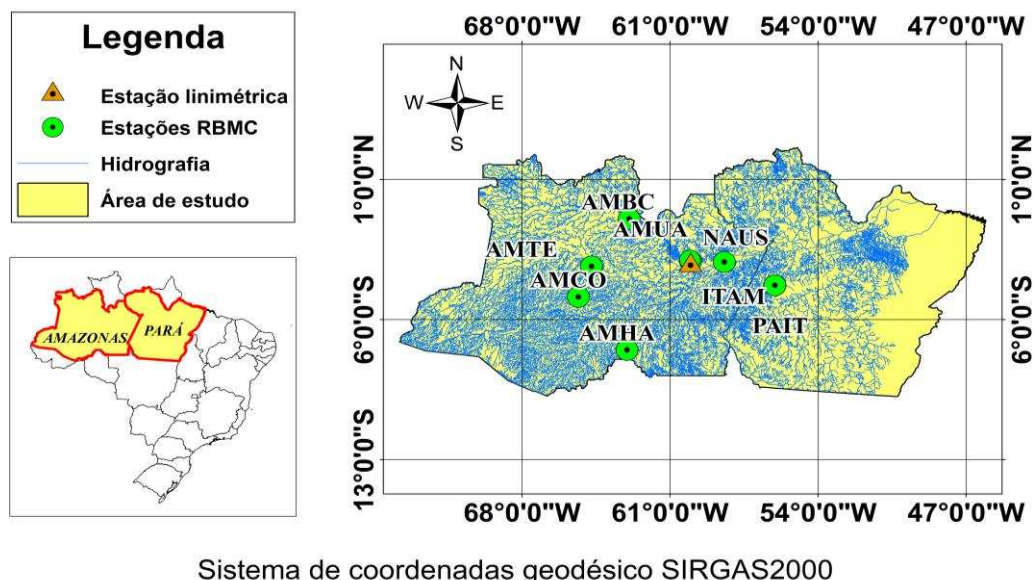 Legenda
Estação linimétrica
Estações RBMC
Hidrografia
Área de estudo
AMAZONAS
PARÁ
68°0'0"W 61°0'0"W 54°0'0"W 47°0'0"W
N
W E
S
1°0'0"N 1°0'0"N
AMBC
AMUA
AMTE NAUS
AMCO
ITAM
6°0'0"S 6°0'0"S
AMHA PAIT
13°0'0"S 13°0'0"S
68°0'0"W 61°0'0"W 54°0'0"W 47°0'0"W
Sistema de coordenadas geodésico SIRGAS2000